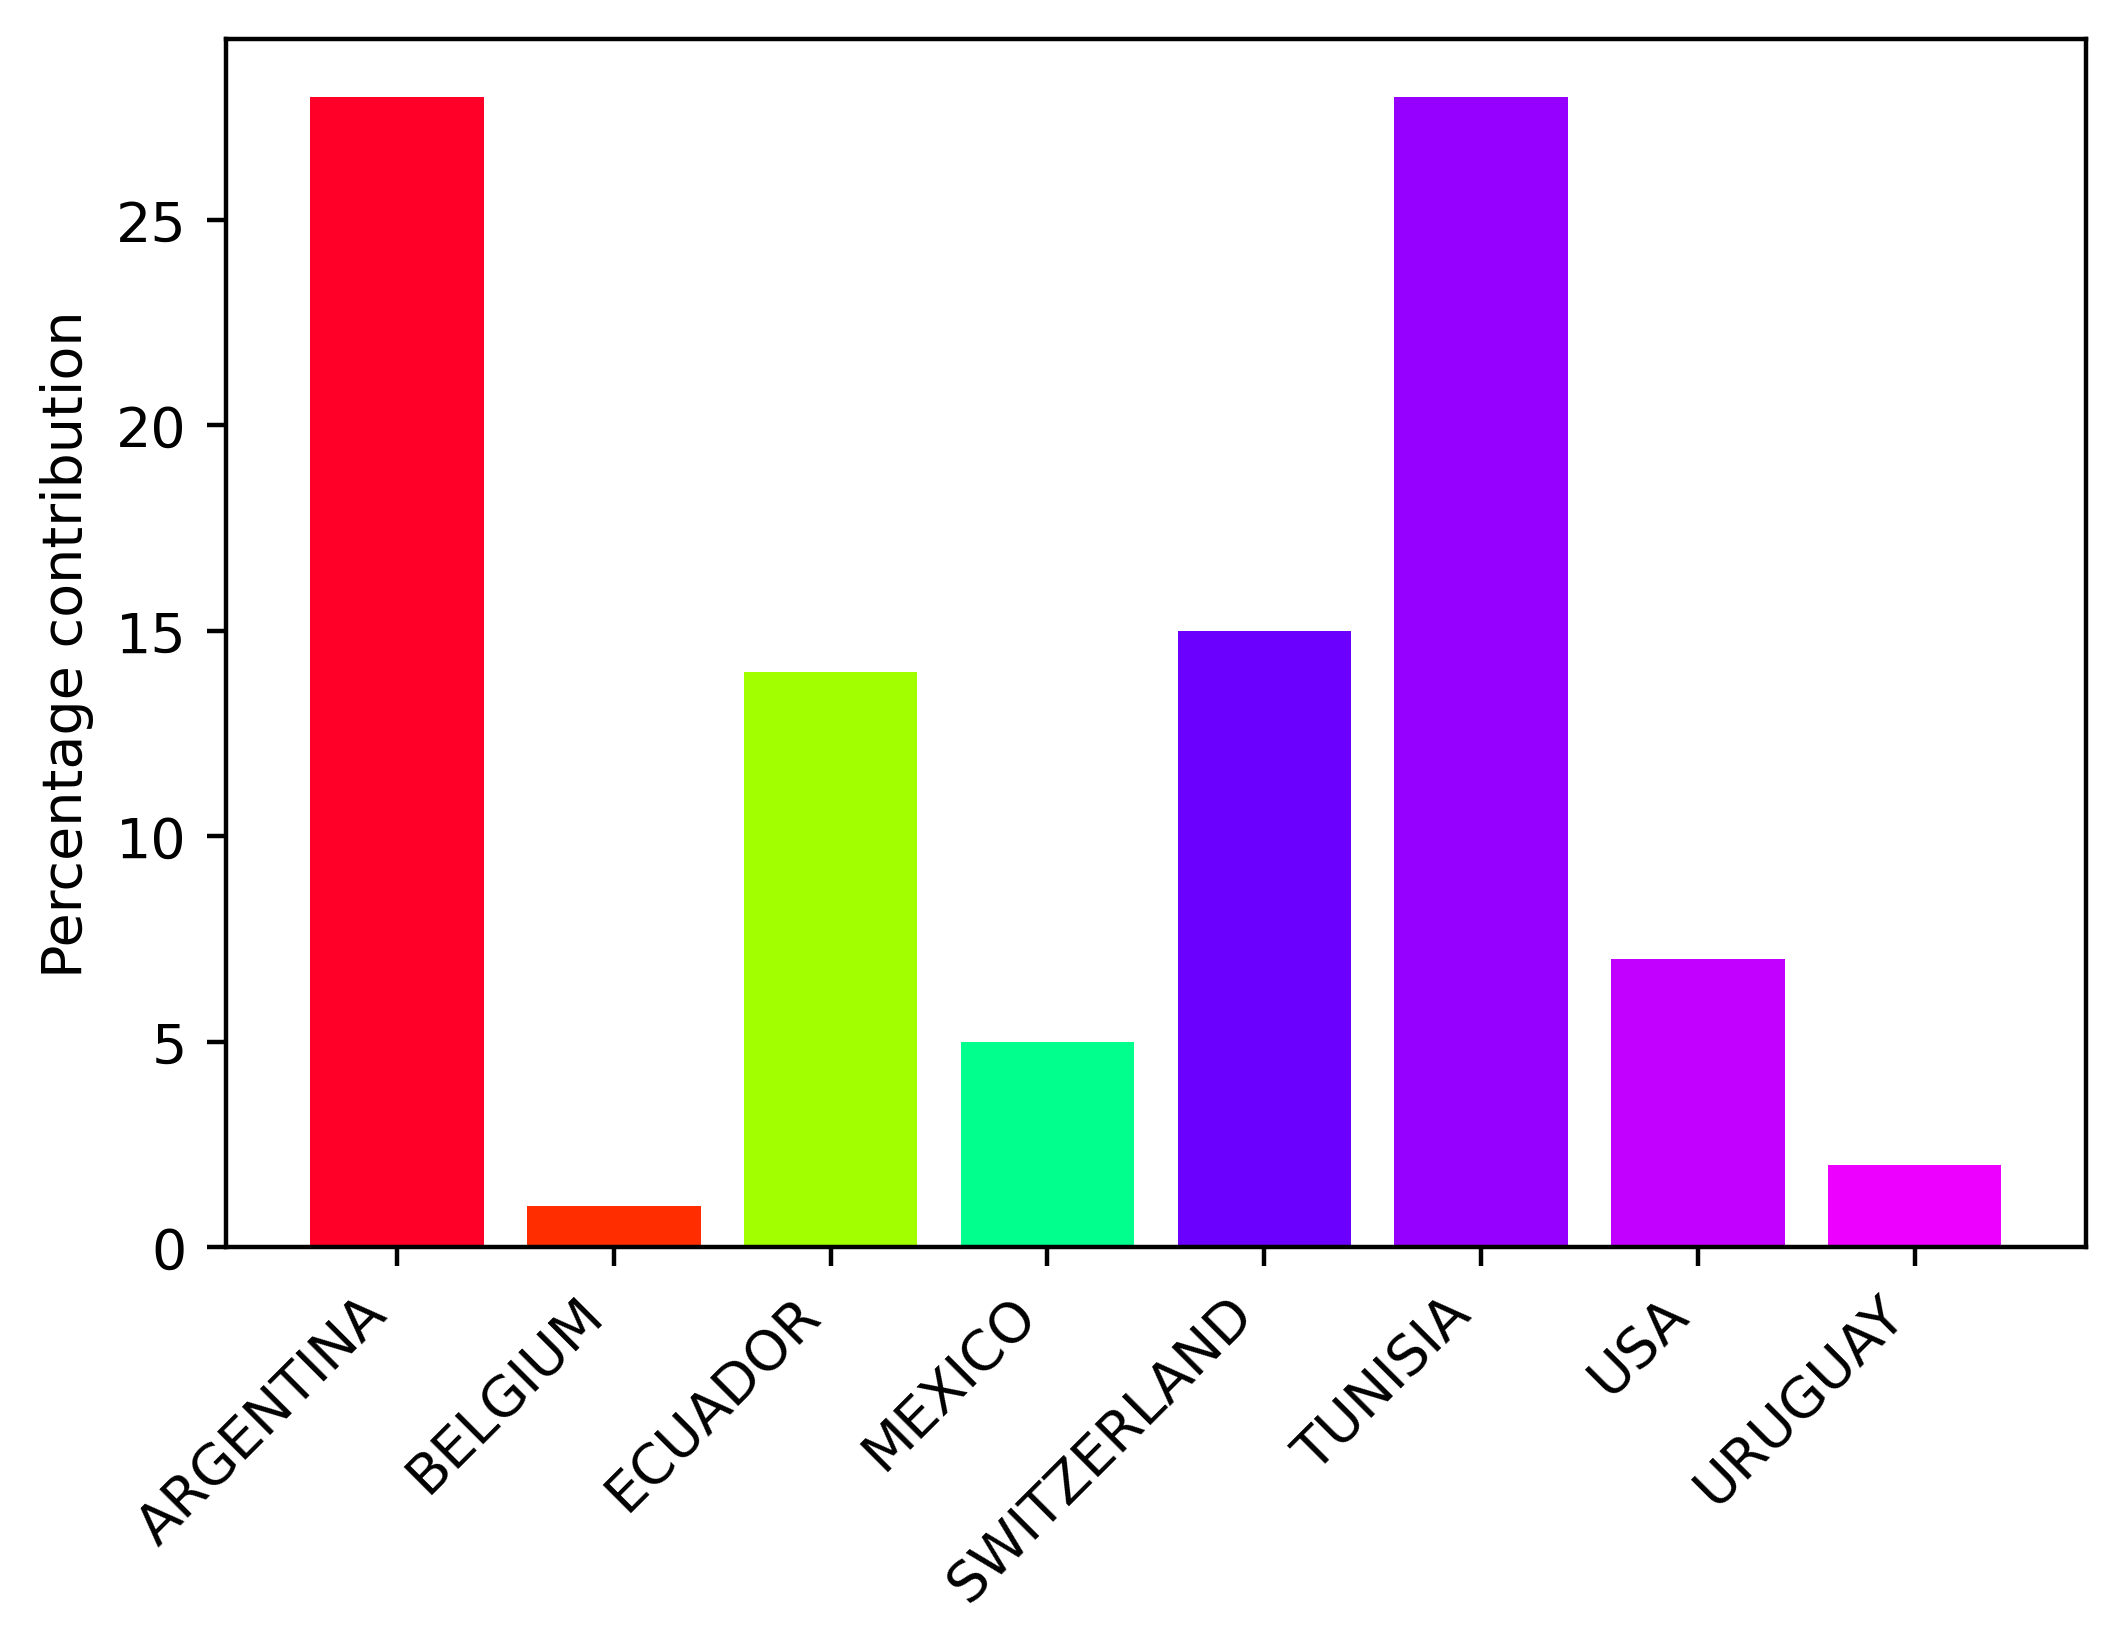 Percentage contribution
25
20
15
10
5
0
ARGENTINA
BELGIUM
ECUADOR
MEXICO
SWITZERLAND
TUNISIA
USA
URUGUAY